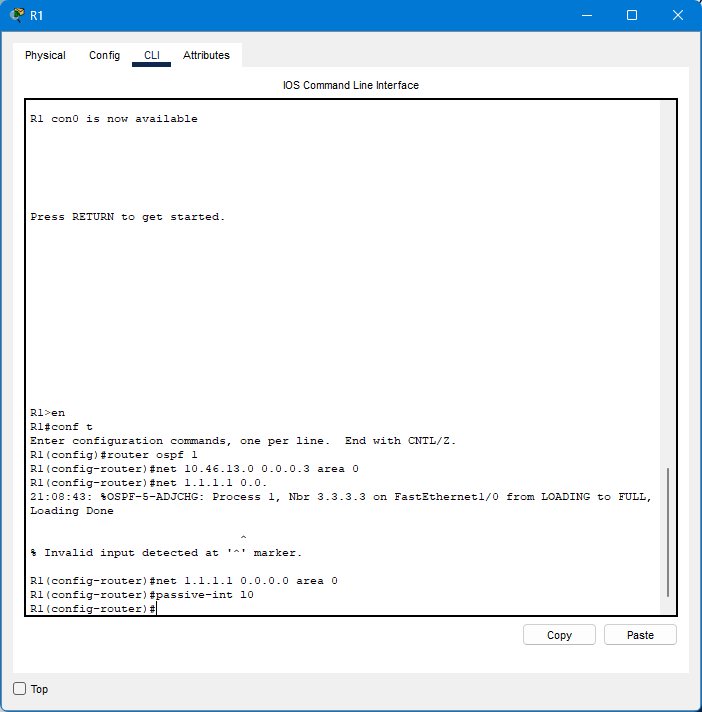 R1
Physical
Config
CLI
Attributes
IOS Command Line Interface
R1 con0 is now available
Press RETURN to get started.
R1>en
R1#conf t
Enter configuration commands, one per line.  End with CNTL/Z.
R1(config)#router ospf 1
R1(config-router)#net 10.46.13.0 0.0.0.3 area 0
R1(config-router)#net 1.1.1.1 0.0.
21:08:43: %OSPF-5-ADJCHG: Process 1, Nbr 3.3.3.3 on FastEthernet1/0 from LOADING to FULL,
Loading Done
^
% Invalid input detected at '^' marker.
R1(config-router)#net 1.1.1.1 0.0.0.0 area 0
R1(config-router)#passive-int l0
R1(config-router)#
Copy
Paste
Top